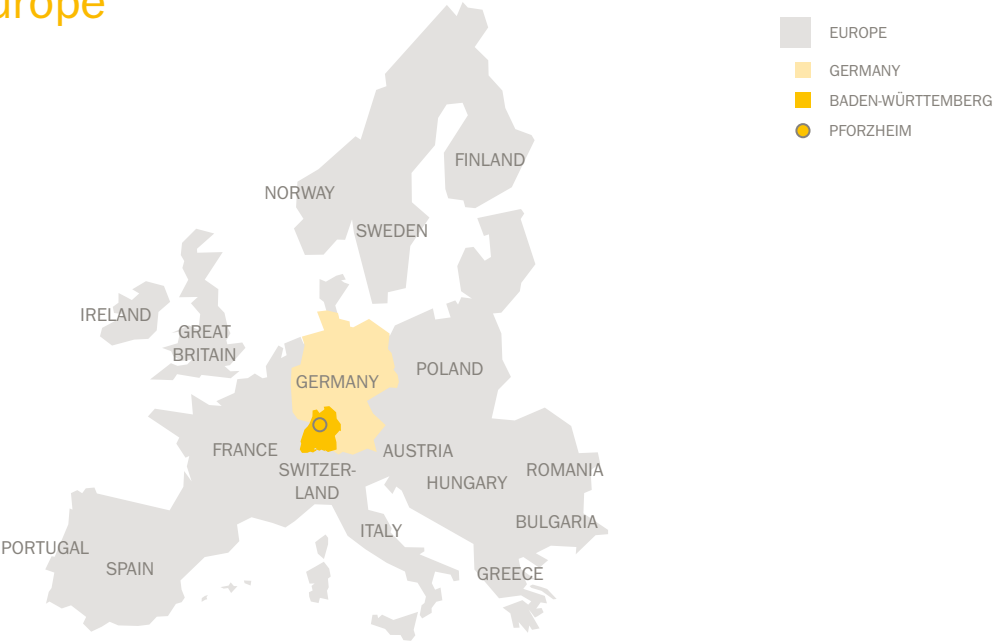 urope
EUROPE
GERMANY
BADEN-WÜRTTEMBERG
PFORZHEIM
FINLAND
NORWAY
SWEDEN
IRELAND
GREAT
BRITAIN
POLAND
GERMANY
FRANCE
AUSTRIA
SWITZER-
LAND
HUNGARY
ROMANIA
BULGARIA
ITALY
PORTUGAL
SPAIN
GREECE